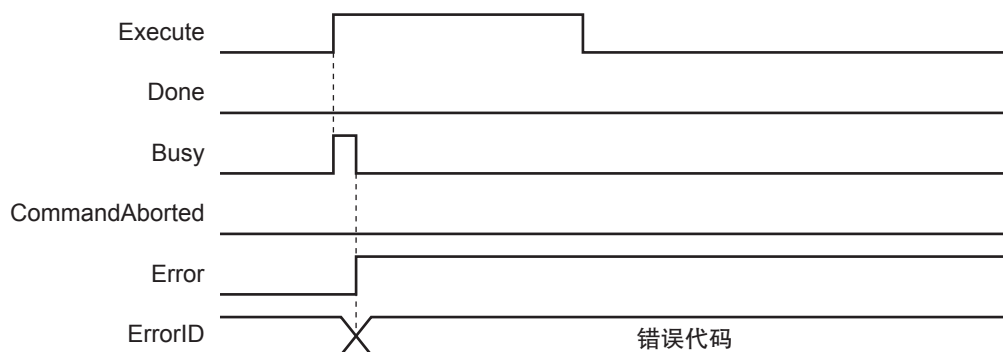 Execute
Done
Busy
CommandAborted
Error
ErrorID
错误代码